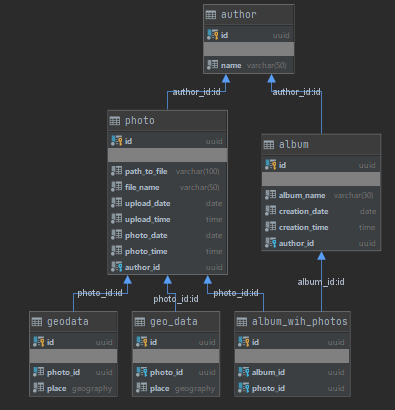 author
id uuid
name varchar(50)
author_id:id author_id:id
photo
id uuid
path_to_file varchar(100)
file_name varchar(50)
upload_date date
upload_time time
photo_date date
photo_time time
author_id uuid
album
id uuid
album_name varchar(30)
creation_date date
creation_time time
author_id uuid
album_id:id
photo_id:id photo_id:id photo_id:id
geodata
id uuid
photo_id uuid
place geography
geo_data
id uuid
photo_id uuid
place geography
album_wih_photos
id uuid
album_id uuid
photo_id uuid